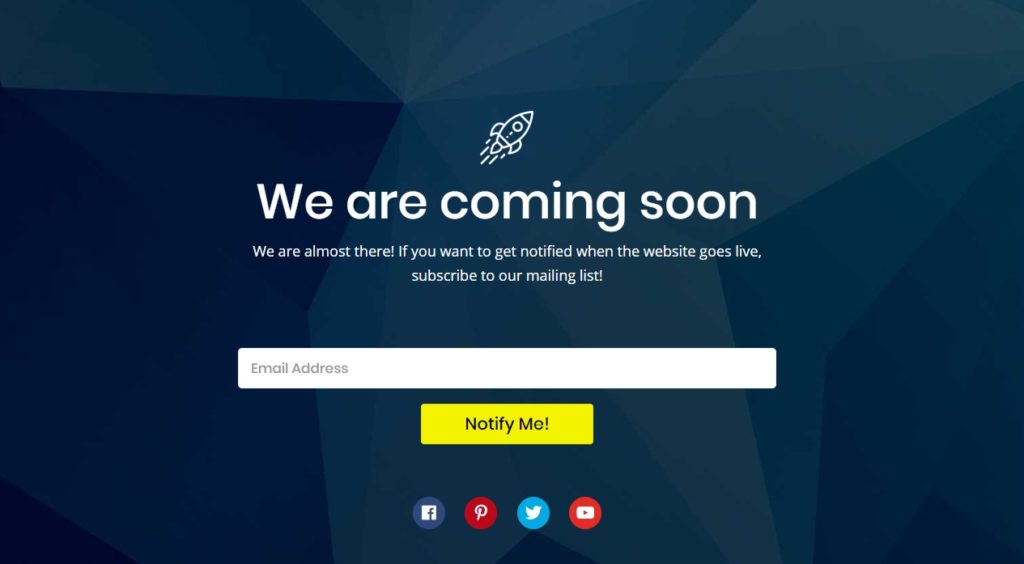 We are coming soon
We are almost there! If you want to get notified when the website goes live,
subscribe to our mailing list!
Email Address
Notify Me!